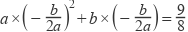 a × (− b/2a)² + b × (− b/2a) = 9/8